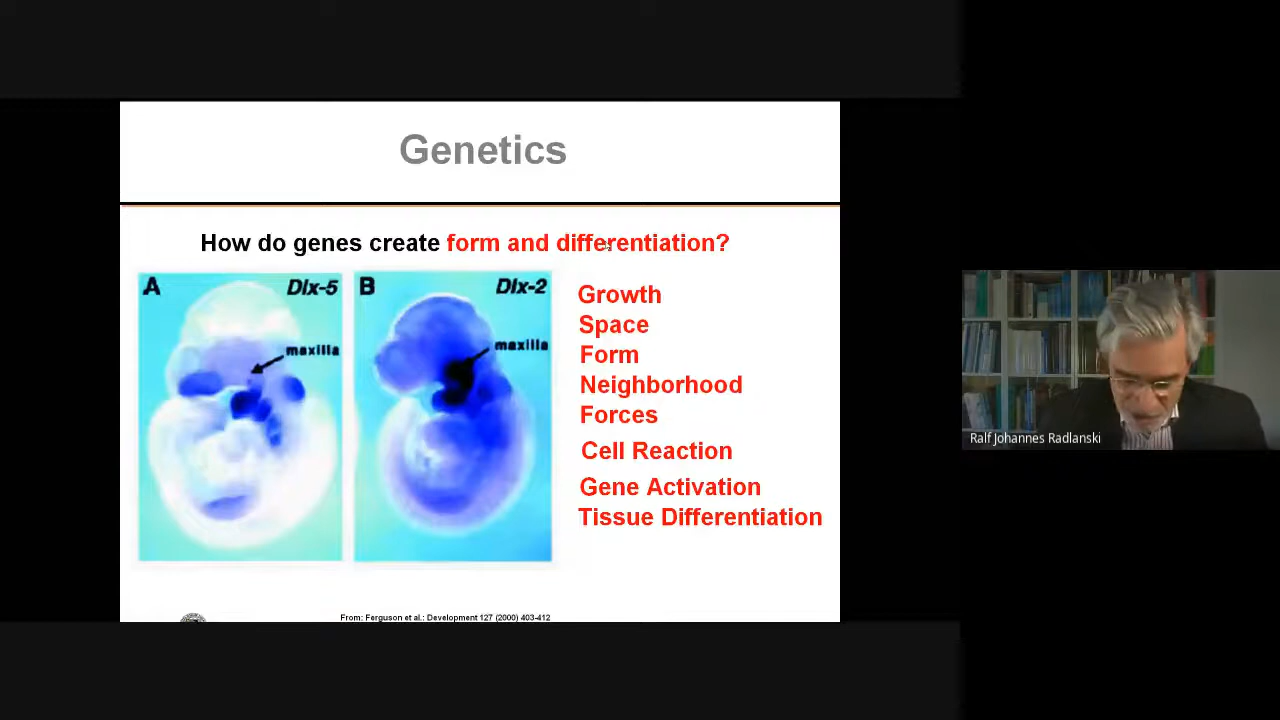 Genetics
How do genes create form and differentiation?
A
Dlx-5
maxilla
B
Dlx-2
maxilla
Growth
Space
Form
Neighborhood
Forces
Cell Reaction
Gene Activation
Tissue Differentiation
From: Ferguson et al.: Development 127 (2000) 403-412
Ralf Johannes Radlanski